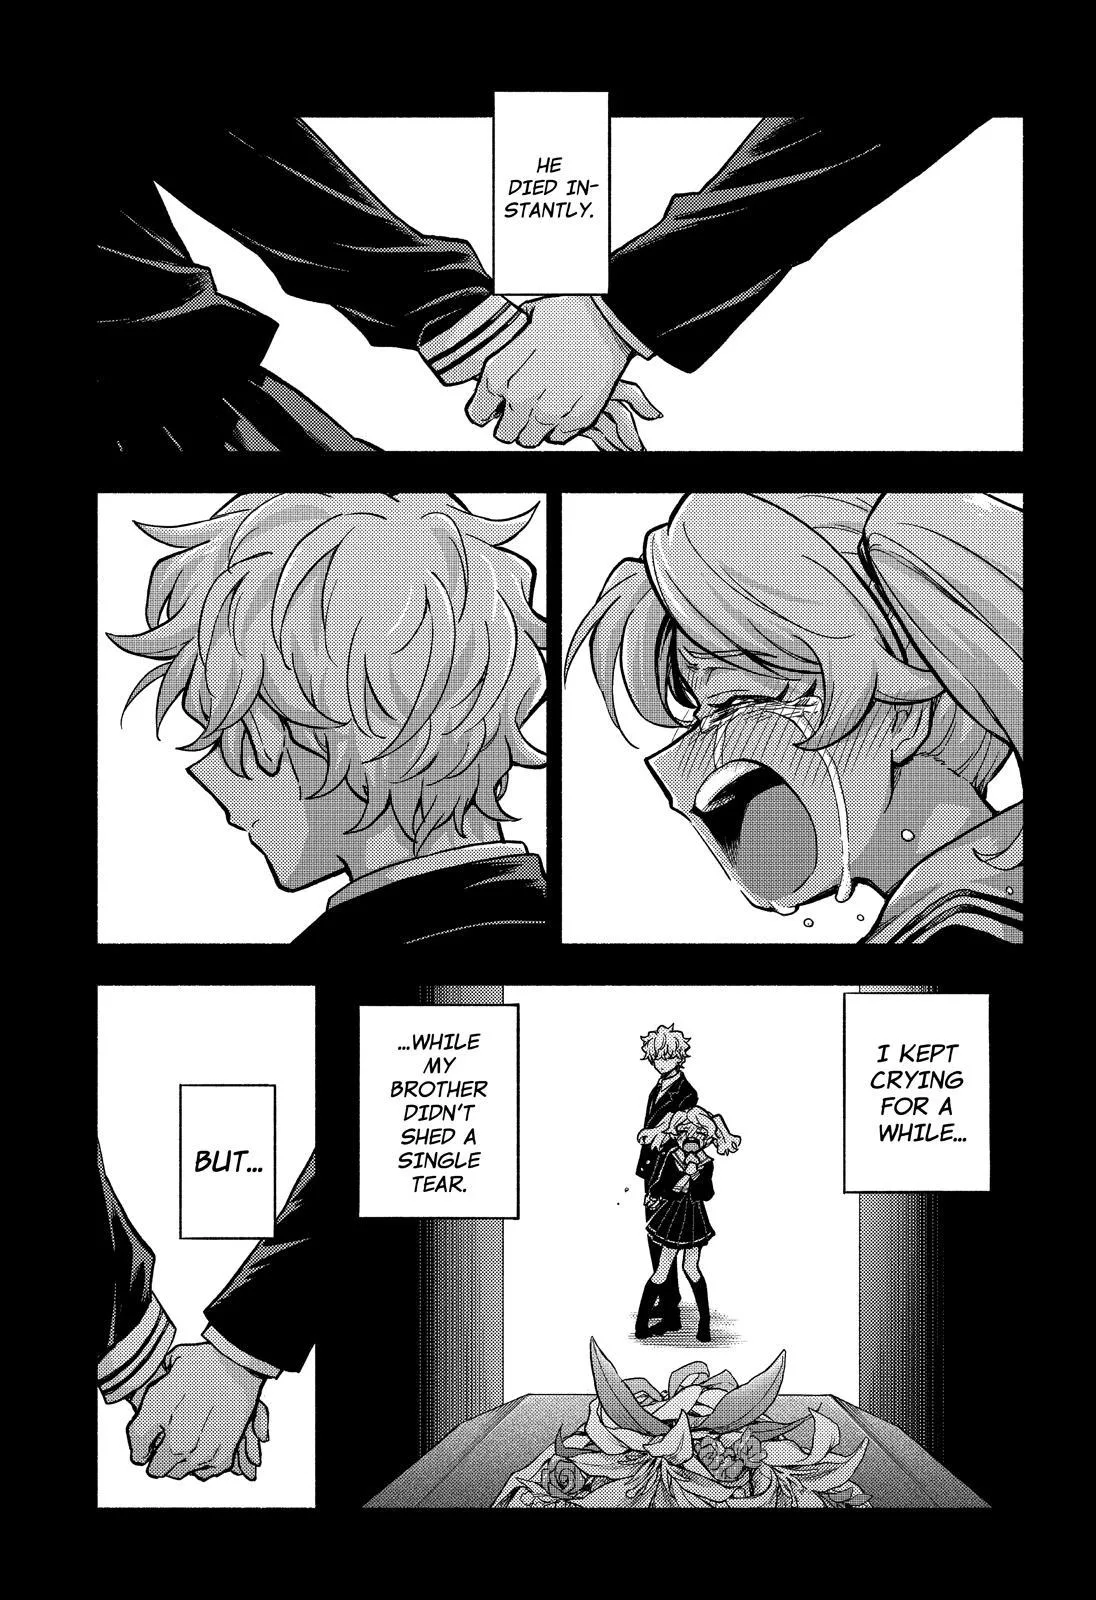 HE
DIED IN-
STANTLY.
I KEPT
CRYING
FOR A
WHILE...
...WHILE
MY
BROTHER
DIDN'T
SHED A
SINGLE
TEAR.
BUT...